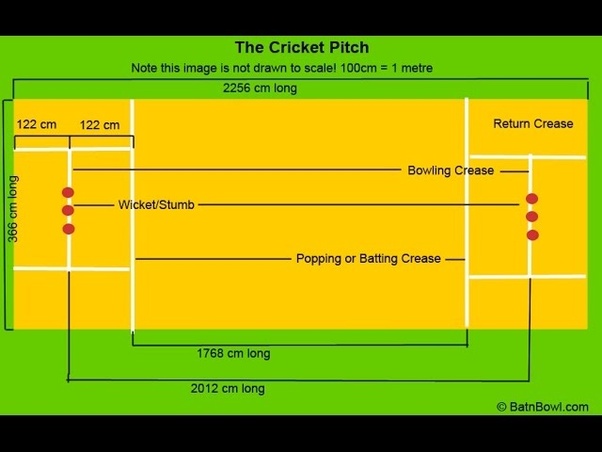 The Cricket Pitch
Note this image is not drawn to scale! 100cm = 1 metre
2256 cm long
122 cm
122 cm
Return Crease
Bowling Crease
366 cm long
Wicket/Stumb
Popping or Batting Crease
1768 cm long
2012 cm long
© BatnBowl.com